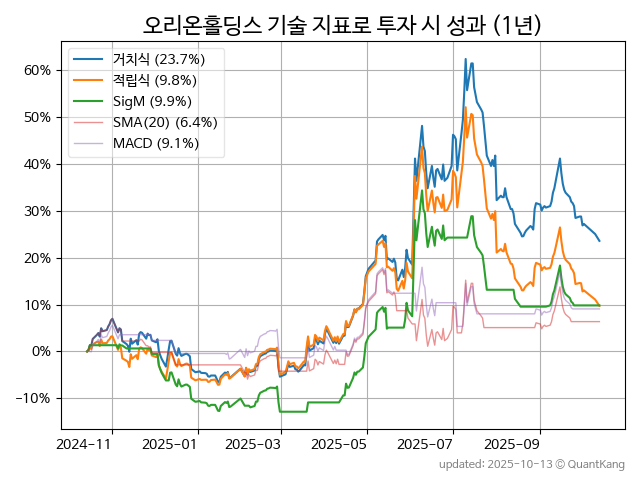 오리온홀딩스 기술 지표로 투자 시 성과 (1년)
거치식 (23.7%)
적립식 (9.8%)
SigM (9.9%)
SMA(20) (6.4%)
MACD (9.1%)
60%
50%
40%
30%
20%
10%
0%
−10%
2024-11
2025-01
2025-03
2025-05
2025-07
2025-09
updated: 2025-10-13 © QuantKang